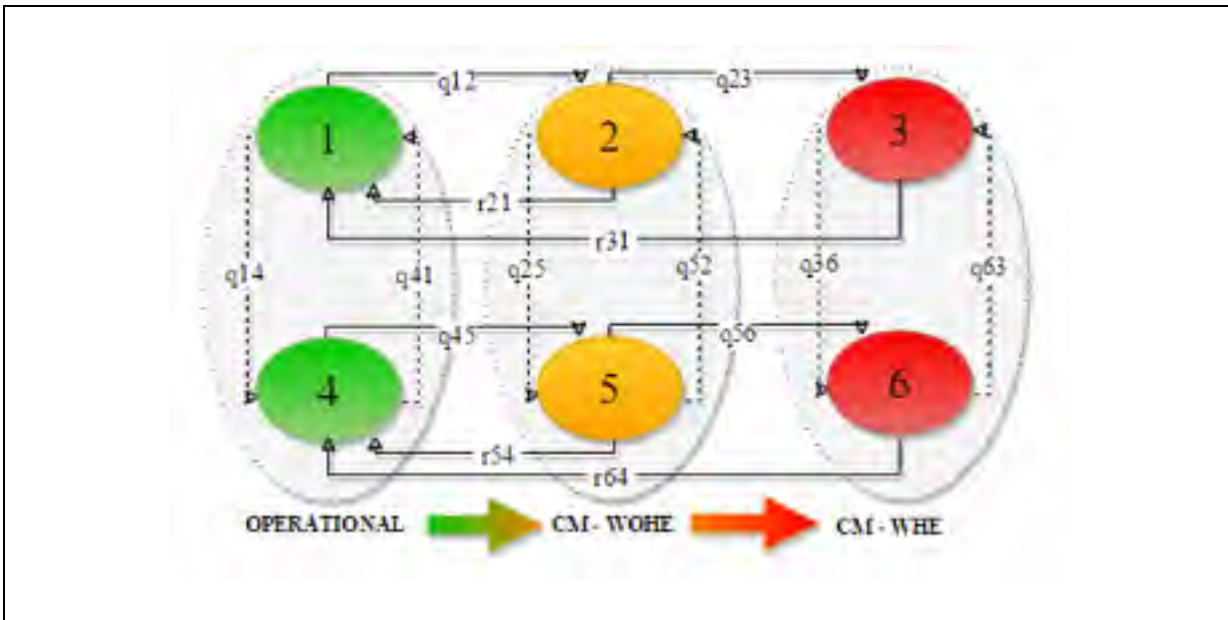 q12
q23
1
2
3
r21
r31
q14
q41
q25
q52
q36
q63
q45
q56
4
5
6
r54
r64
OPERATIONAL
CM - WOHE
CM - WHE